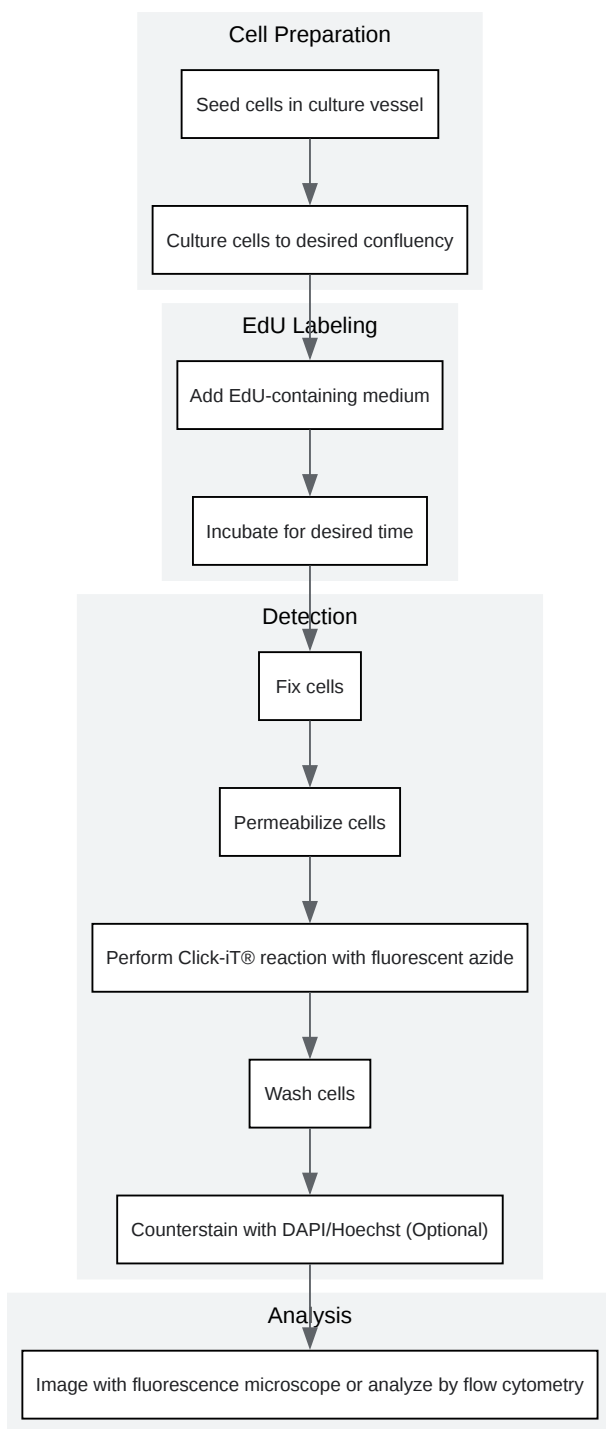 Cell Preparation
Seed cells in culture vessel
Culture cells to desired confluency
EdU Labeling
Add EdU-containing medium
Incubate for desired time
Detection
Fix cells
Permeabilize cells
Perform Click-iT® reaction with fluorescent azide
Wash cells
Counterstain with DAPI/Hoechst (Optional)
Analysis
Image with fluorescence microscope or analyze by flow cytometry